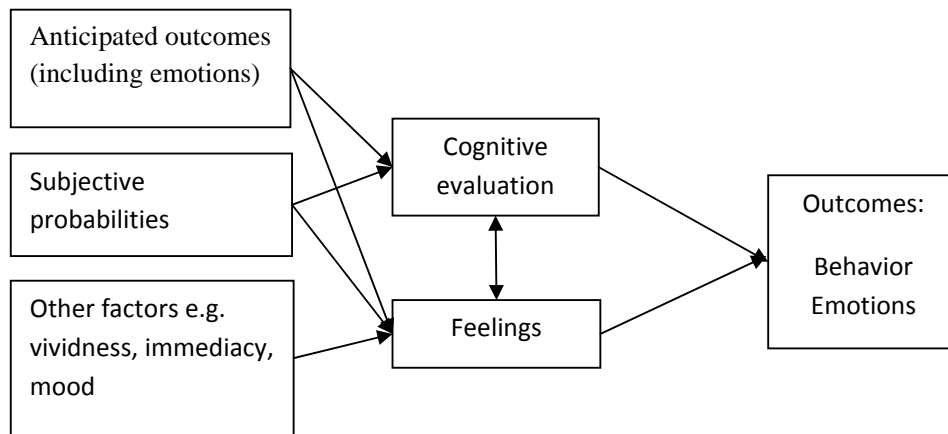 Anticipated outcomes
(including emotions)
Subjective
probabilities
Other factors e.g.
vividness, immediacy,
mood
Cognitive
evaluation
Feelings
Outcomes:
Behavior
Emotions